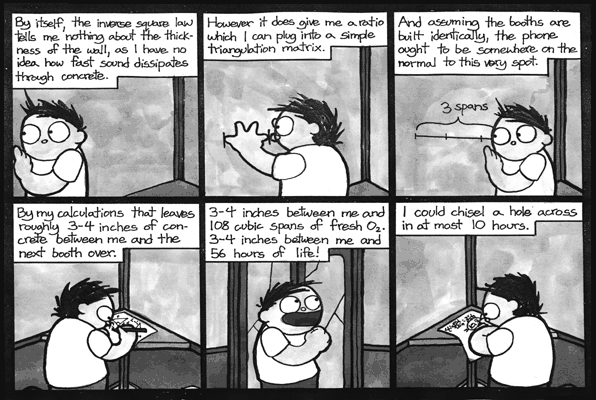 By itself, the inverse square law
tells me nothing about the thick-
ness of the wall, as I have no
idea how fast sound dissipates
through concrete.
However it does give me a ratio
which I can plug into a simple
triangulation matrix.
And assuming the booths are
built identically, the phone
ought to be somewhere on the
normal to this very spot.
3 spans
By my calculations that leaves
roughly 3-4 inches of con-
crete between me and the
next booth over.
3-4 inches between me and
108 cubic spans of fresh O₂.
3-4 inches between me and
56 hours of life!
I could chisel a hole across
in at most 10 hours.